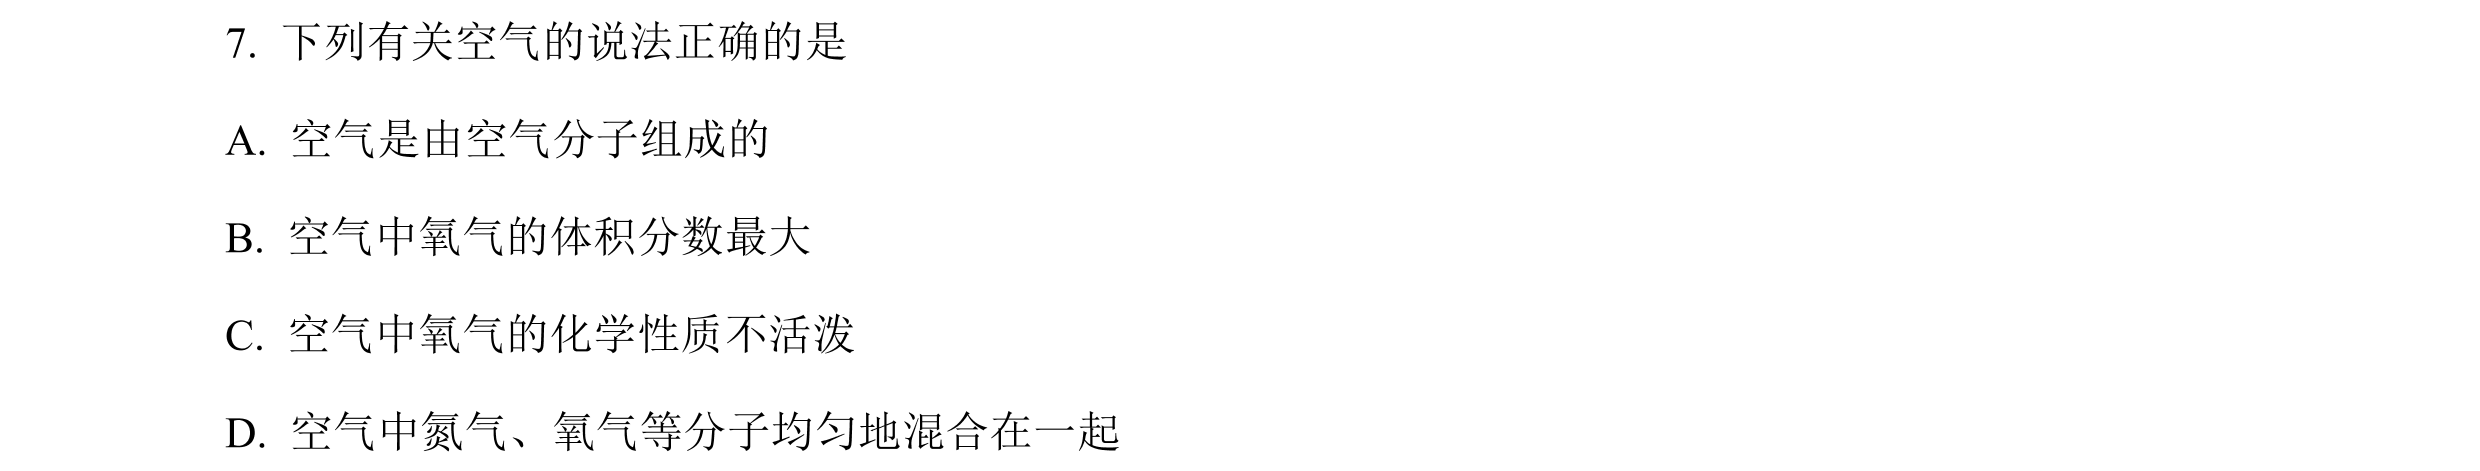 7. 下列有关空气的说法正确的是
A. 空气是由空气分子组成的
B. 空气中氧气的体积分数最大
C. 空气中氧气的化学性质不活泼
D. 空气中氮气、氧气等分子均匀地混合在一起